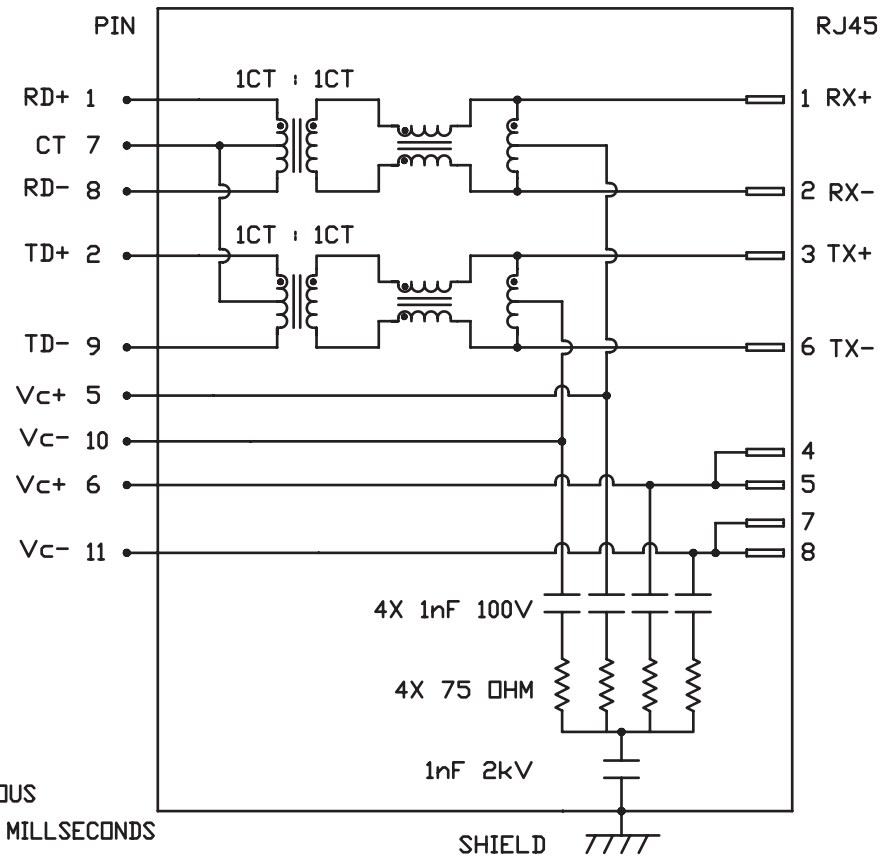 PIN RJ45
1CT : 1CT
RD+ 1 1 RX+
CT 7
RD- 8 2 RX-
1CT : 1CT
TD+ 2 3 TX+
TD- 9 6 TX-
Vc+ 5
Vc- 10
4
Vc+ 6 5
7
Vc- 11 8
4X 1nF 100V
4X 75 OHM
1nF 2kV
OUS
MILLSECONDS
SHIELD